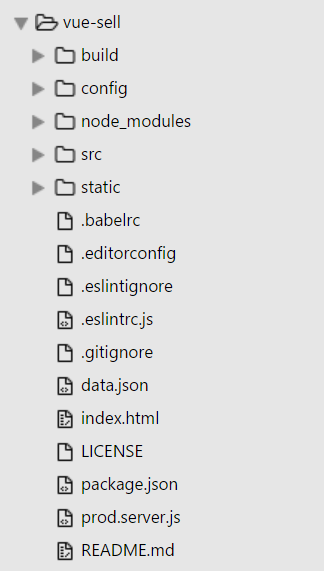 vue-sell
build
config
node_modules
src
static
.babelrc
.editorconfig
.eslintignore
.eslintrc.js
.gitignore
data.json
index.html
LICENSE
package.json
prod.server.js
README.md